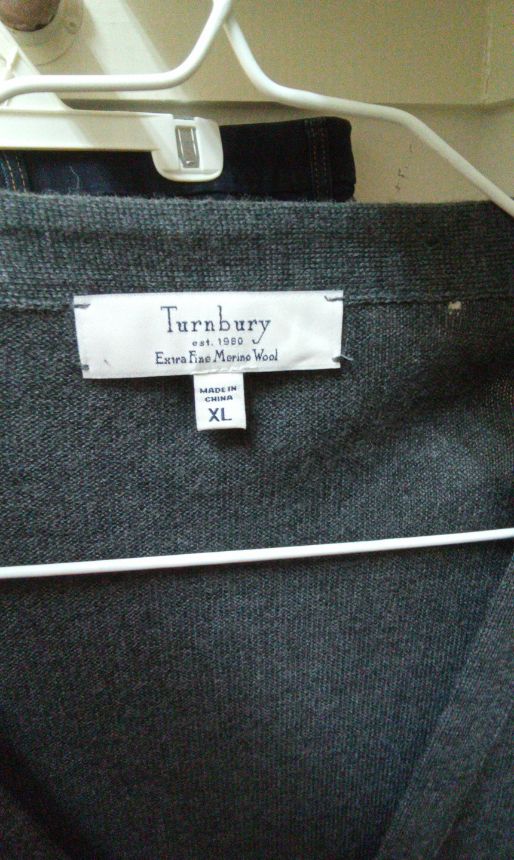 Turnbury
est. 1980
Extra Fine Merino Wool
MADE IN
CHINA
XL